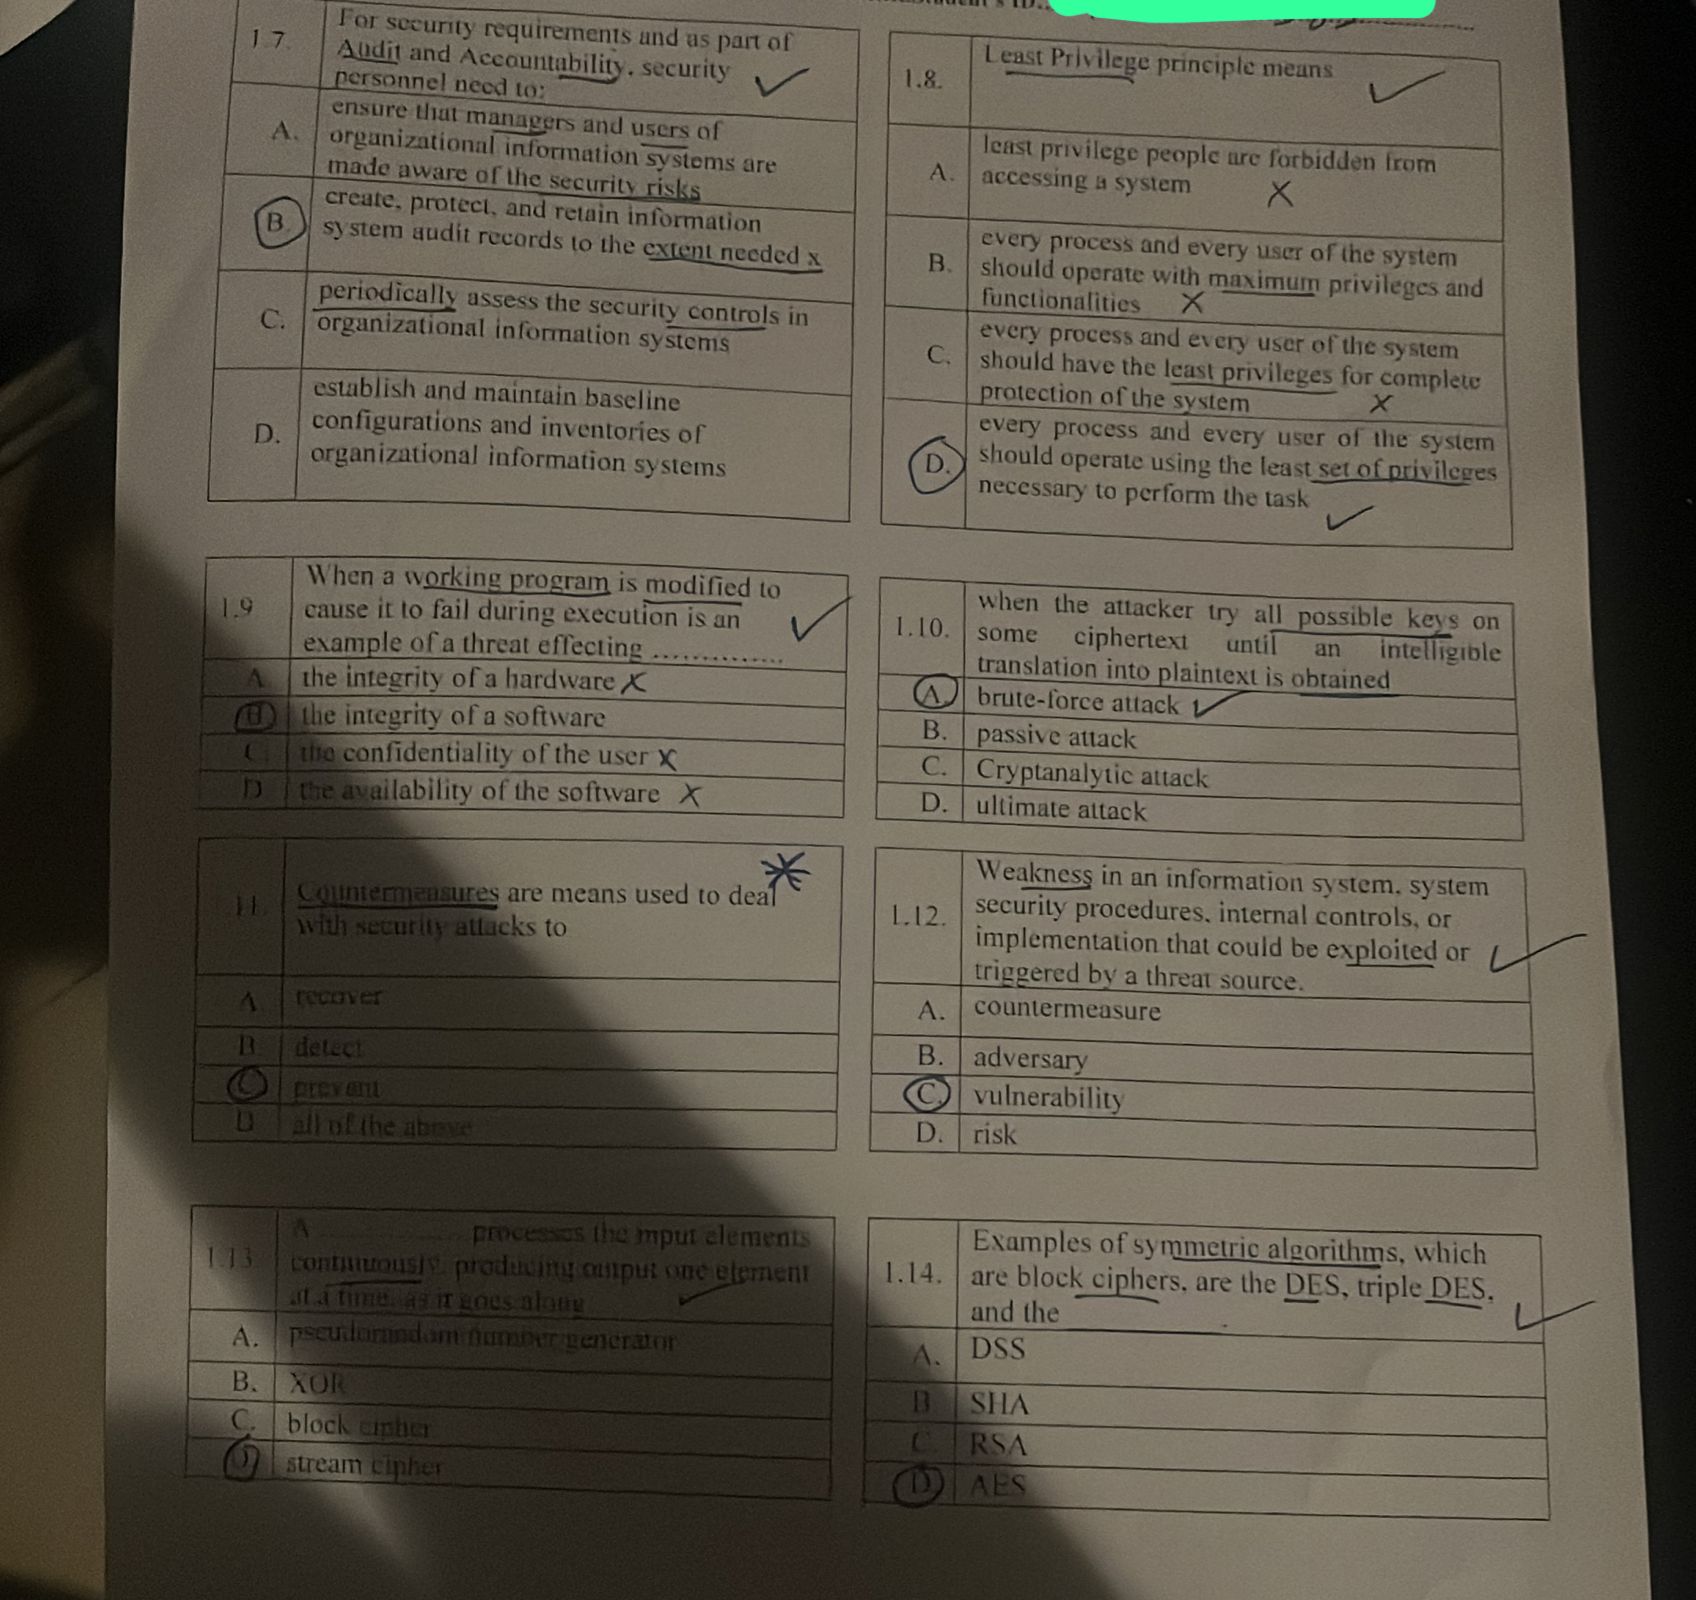 1.7.
For security requirements and as part of
Audit and Accountability, security
personnel need to:
A. ensure that managers and users of
organizational information systems are
made aware of the security risks
B. create, protect, and retain information
system audit records to the extent needed x
C. periodically assess the security controls in
organizational information systems
D. establish and maintain baseline
configurations and inventories of
organizational information systems
1.8. Least Privilege principle means
A. least privilege people are forbidden from
accessing a system X
B. every process and every user of the system
should operate with maximum privileges and
functionalities X
C. every process and every user of the system
should have the least privileges for complete
protection of the system X
D. every process and every user of the system
should operate using the least set of privileges
necessary to perform the task
1.9 When a working program is modified to
cause it to fail during execution is an
example of a threat effecting ..............
A the integrity of a hardware X
B the integrity of a software
C the confidentiality of the user X
D the availability of the software X
1.10. when the attacker try all possible keys on
some ciphertext until an intelligible
translation into plaintext is obtained
A. brute-force attack
B. passive attack
C. Cryptanalytic attack
D. ultimate attack
11. Countermeasures are means used to deal
with security attacks to
A recover
B detect
C prevent
D all of the above
1.12. Weakness in an information system, system
security procedures, internal controls, or
implementation that could be exploited or
triggered by a threat source.
A. countermeasure
B. adversary
C. vulnerability
D. risk
1.13 A processes the input elements
continuously, producing output one element
at a time, as it goes along
A. pseudorandom number generator
B. XOR
C. block cipher
D stream cipher
1.14. Examples of symmetric algorithms, which
are block ciphers, are the DES, triple DES,
and the ____________.
A. DSS
B SHA
C. RSA
D AES